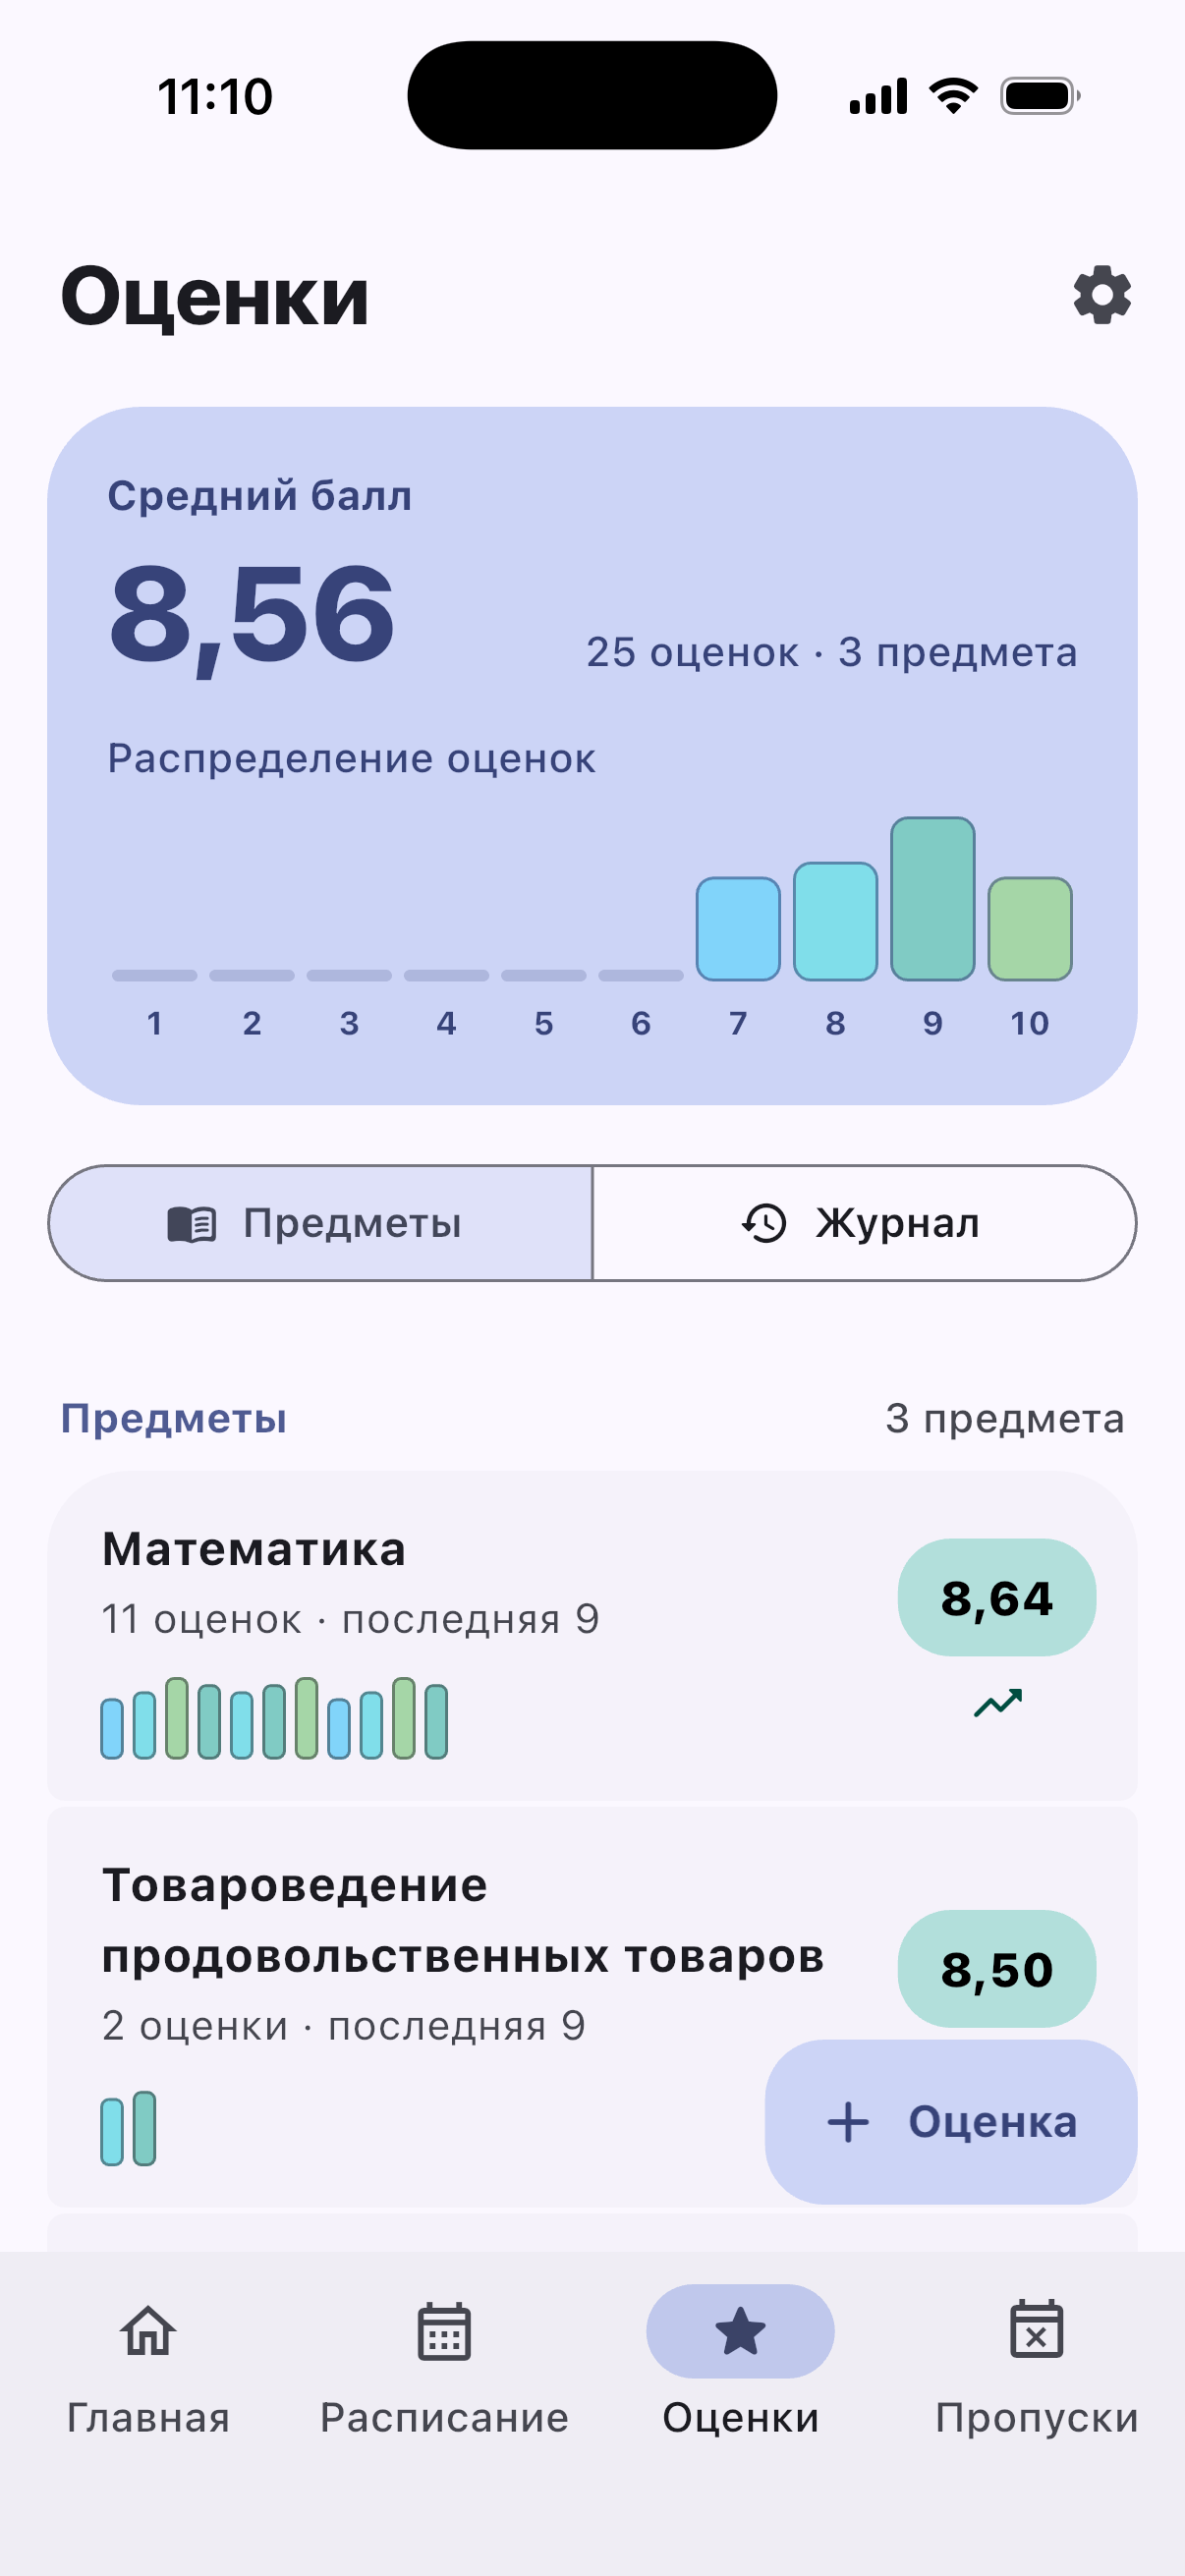 11:10
Оценки
Средний балл
8,56
25 оценок · 3 предмета
Распределение оценок
1 2 3 4 5 6 7 8 9 10
Предметы
Журнал
Предметы
3 предмета
Математика
11 оценок · последняя 9
8,64
Товароведение
продовольственных товаров
2 оценки · последняя 9
8,50
+ Оценка
Главная
Расписание
Оценки
Пропуски